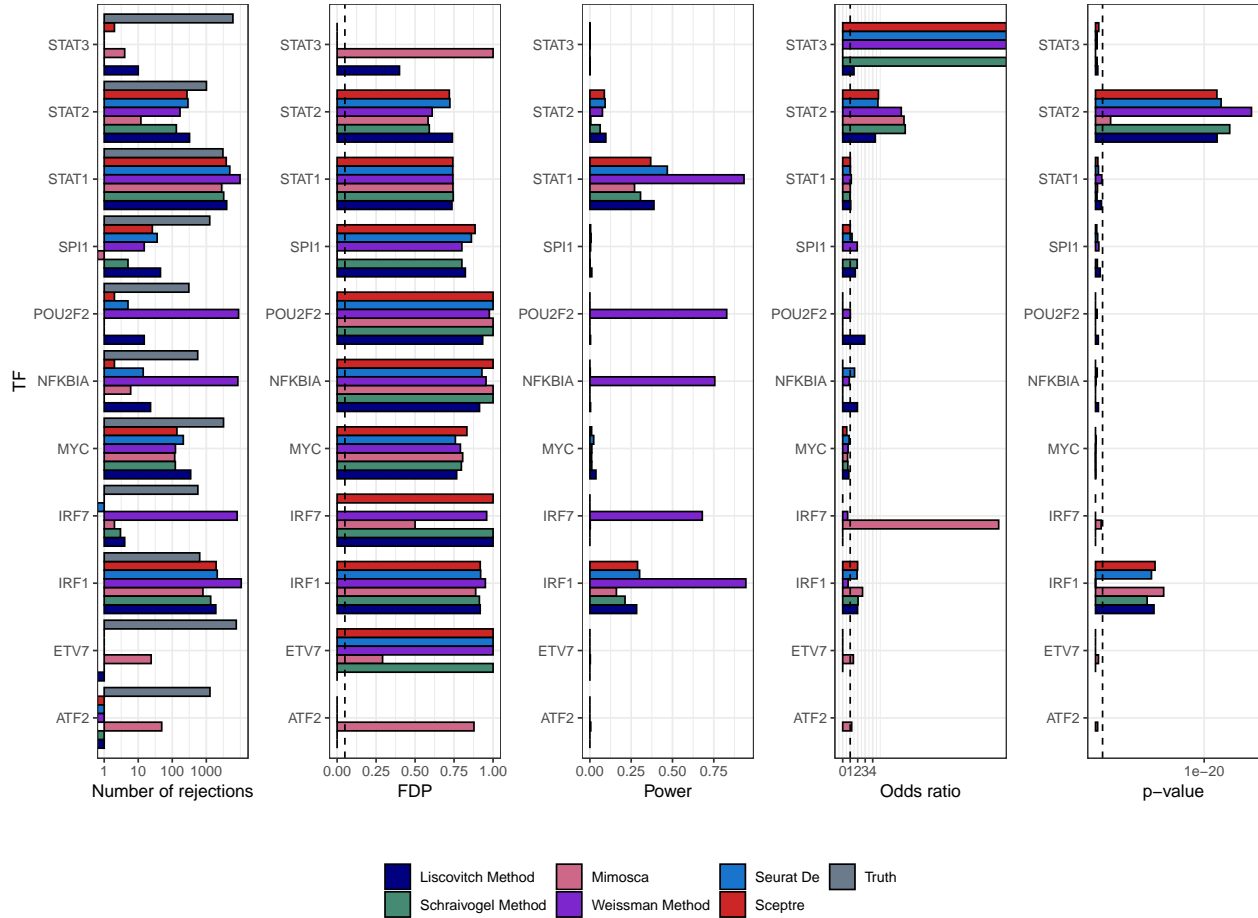 TF
STAT3
STAT2
STAT1
SPI1
POU2F2
NFKBIA
MYC
IRF7
IRF1
ETV7
ATF2
1 10 100 1000
Number of rejections
STAT3
STAT2
STAT1
SPI1
POU2F2
NFKBIA
MYC
IRF7
IRF1
ETV7
ATF2
0.00 0.25 0.50 0.75 1.00
FDP
STAT3
STAT2
STAT1
SPI1
POU2F2
NFKBIA
MYC
IRF7
IRF1
ETV7
ATF2
0.00 0.25 0.50 0.75
Power
STAT3
STAT2
STAT1
SPI1
POU2F2
NFKBIA
MYC
IRF7
IRF1
ETV7
ATF2
01234
Odds ratio
STAT3
STAT2
STAT1
SPI1
POU2F2
NFKBIA
MYC
IRF7
IRF1
ETV7
ATF2
1e−20
p−value
Liscovitch Method Mimosca Seurat De Truth
Schraivogel Method Weissman Method Sceptre